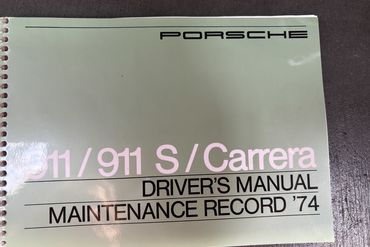 PORSCHE
911/911 S/Carrera
DRIVER'S MANUAL
MAINTENANCE RECORD '74